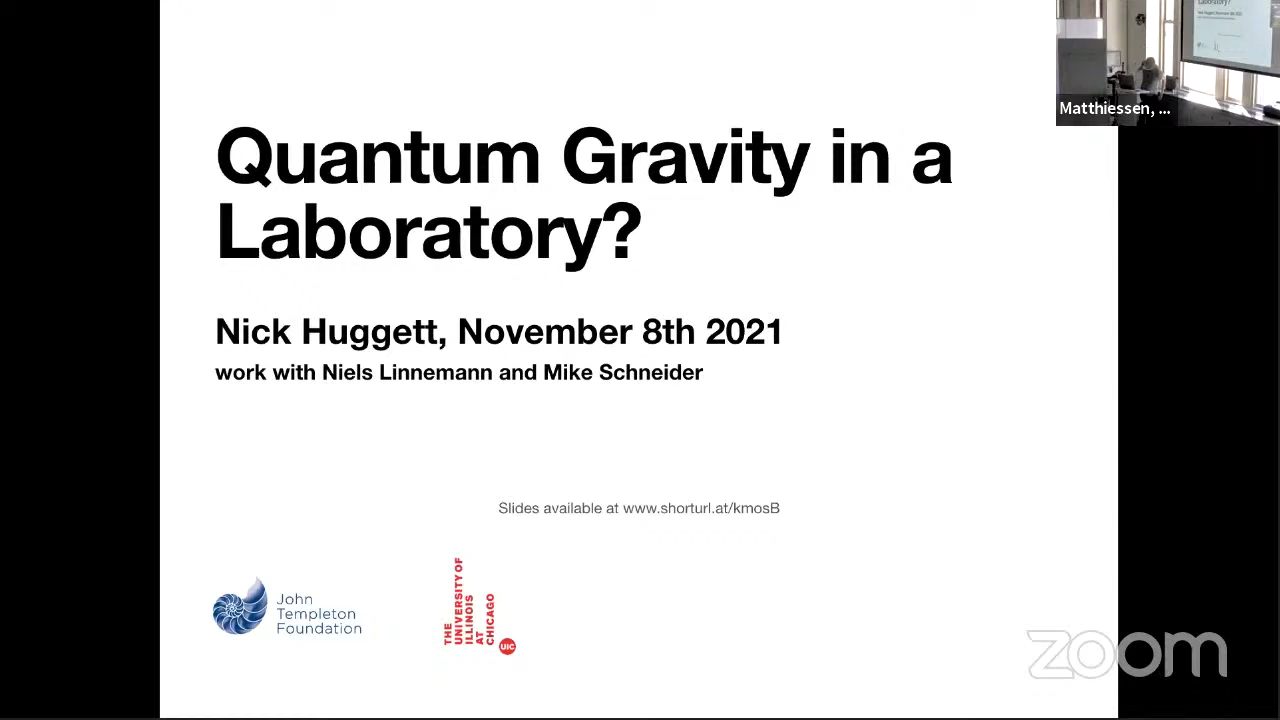 Quantum Gravity in a
Laboratory?
Nick Huggett, November 8th 2021
work with Niels Linnemann and Mike Schneider
Slides available at www.shorturl.at/kmosB
John
Templeton
Foundation
THE
UNIVERSITY OF
ILLINOIS
AT
CHICAGO
UIC
Matthiessen, ...
zoom